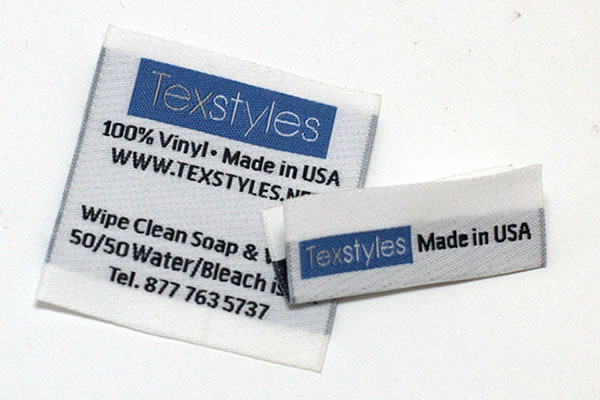 Texstyles
100% Vinyl • Made in USA
WWW.TEXSTYLES.NE
Wipe Clean Soap &
50/50 Water/Bleach is
Tel. 877 763 5737
Texstyles Made in USA